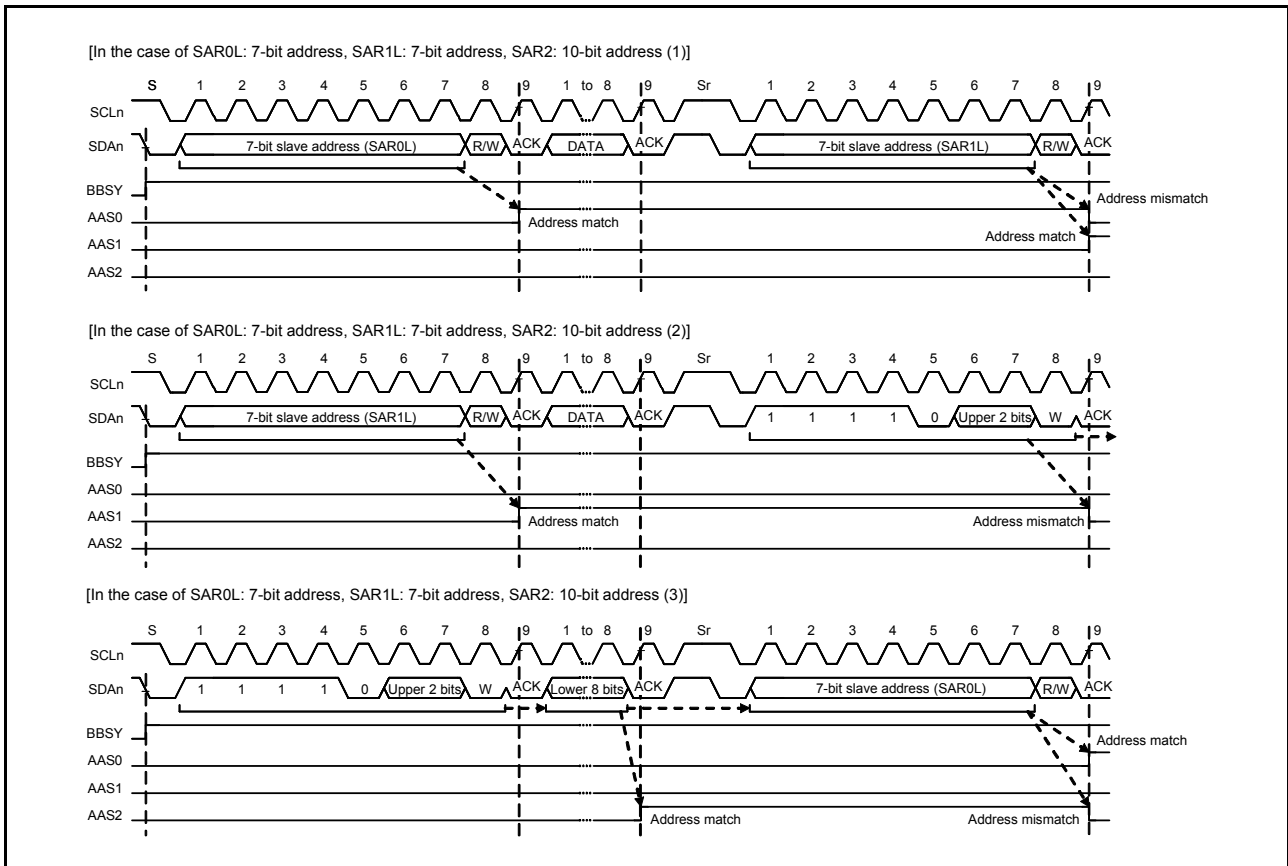 [In the case of SAR0L: 7-bit address, SAR1L: 7-bit address, SAR2: 10-bit address (1)]
S 1 2 3 4 5 6 7 8 9 1 to 8 9 Sr 1 2 3 4 5 6 7 8 9
SCLn
SDAn 7-bit slave address (SAR0L) R/W ACK DATA ACK 7-bit slave address (SAR1L) R/W ACK
BBSY
Address mismatch
AAS0 Address match
AAS1 Address match
AAS2
[In the case of SAR0L: 7-bit address, SAR1L: 7-bit address, SAR2: 10-bit address (2)]
S 1 2 3 4 5 6 7 8 9 1 to 8 9 Sr 1 2 3 4 5 6 7 8 9
SCLn
SDAn 7-bit slave address (SAR1L) R/W ACK DATA ACK 1 1 1 1 0 Upper 2 bits W ACK
BBSY
AAS0
AAS1 Address match Address mismatch
AAS2
[In the case of SAR0L: 7-bit address, SAR1L: 7-bit address, SAR2: 10-bit address (3)]
S 1 2 3 4 5 6 7 8 9 1 to 8 9 Sr 1 2 3 4 5 6 7 8 9
SCLn
SDAn 1 1 1 1 0 Upper 2 bits W ACK Lower 8 bits ACK 7-bit slave address (SAR0L) R/W ACK
BBSY
Address match
AAS0
AAS1
AAS2 Address match Address mismatch